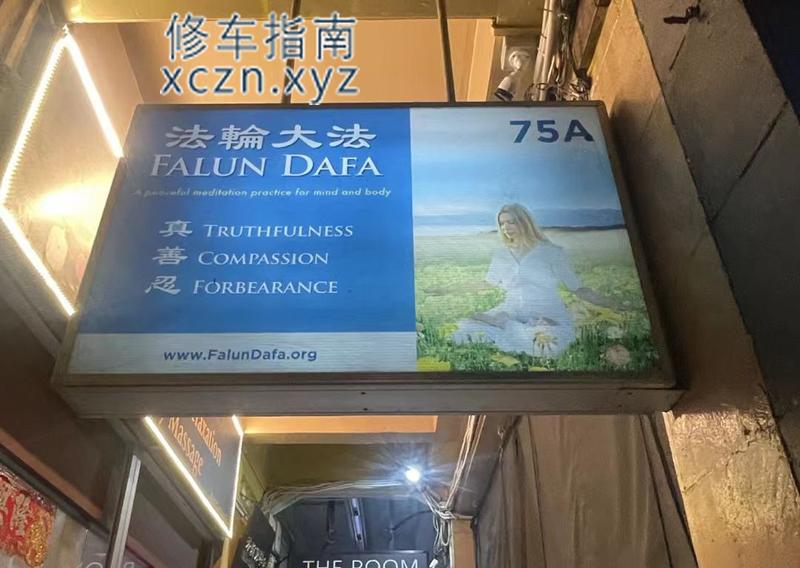 修车指南
xczn.xyz
75A
法輪大法
FALUN DAFA
A peaceful meditation practice for mind and body
真 TRUTHFULNESS
善 COMPASSION
忍 FORBEARANCE
www.FalunDafa.org
Massage
THE ROOM